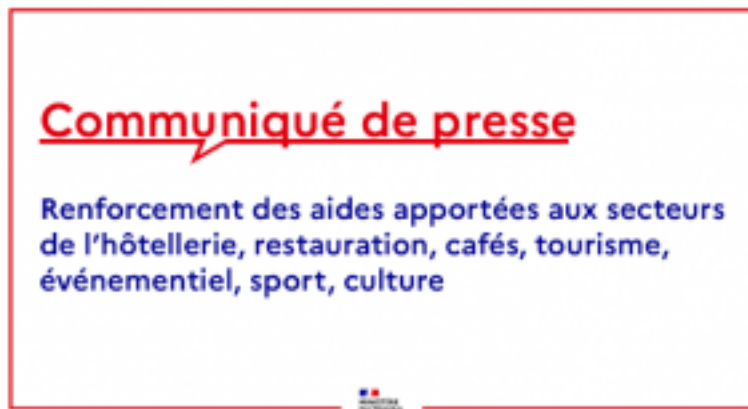 Communiqué de presse
Renforcement des aides apportées aux secteurs
de l'hôtellerie, restauration, cafés, tourisme,
événementiel, sport, culture